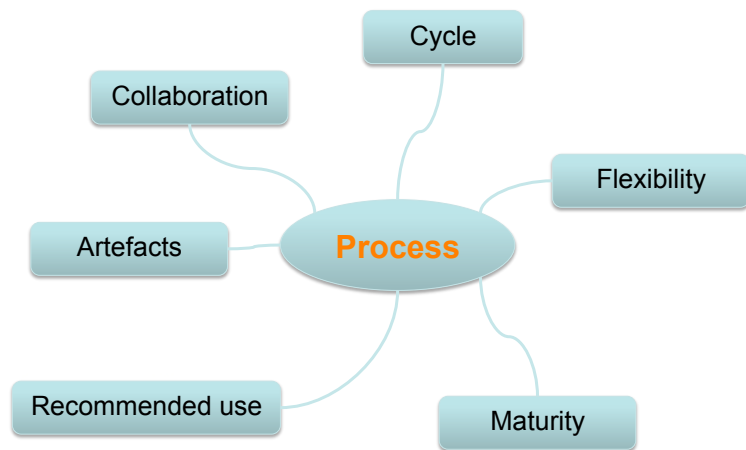 Cycle
Collaboration
Flexibility
Artefacts
Process
Recommended use
Maturity